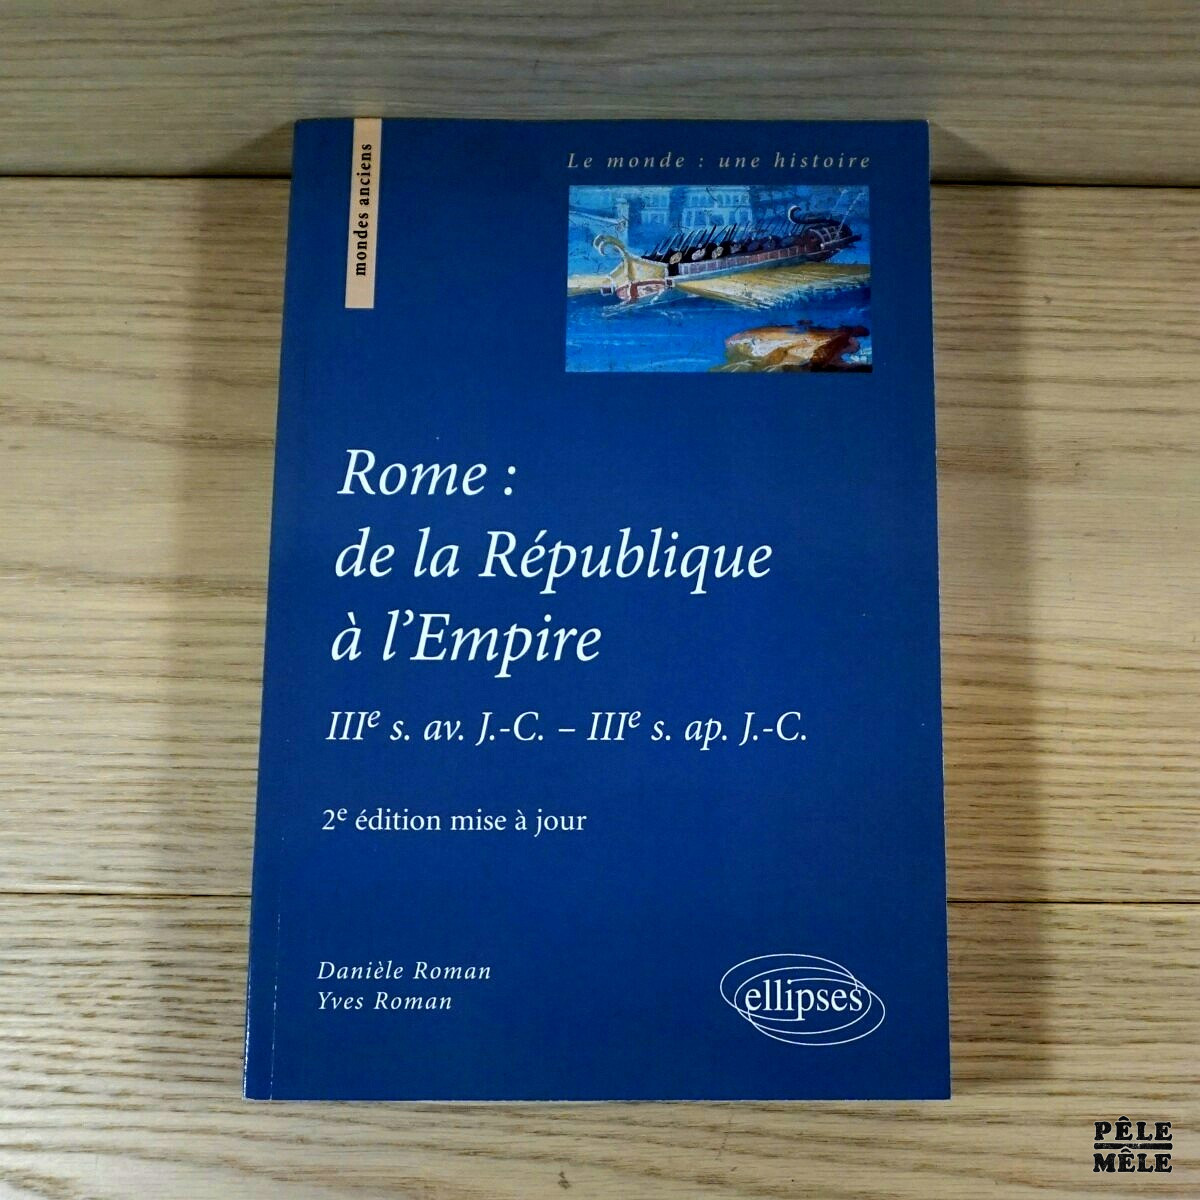 mondes anciens
Le monde : une histoire
Rome :
de la République
à l'Empire
IIIe s. av. J.-C. – IIIe s. ap. J.-C.
2e édition mise à jour
Danièle Roman
Yves Roman
ellipses
PÊLE
MÊLE